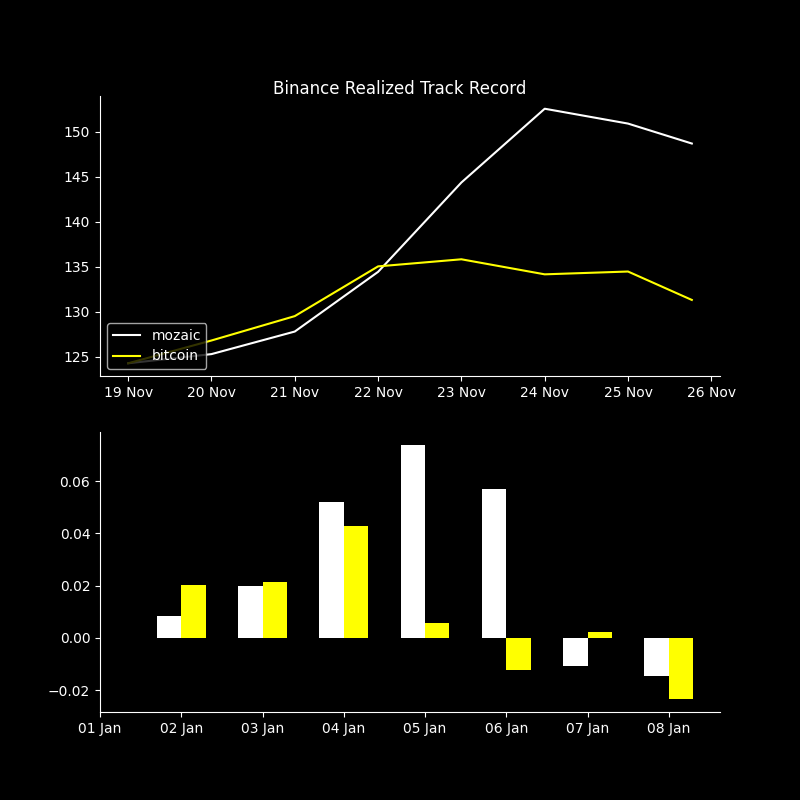 Binance Realized Track Record
150
145
140
135
130
125
mozaic
bitcoin
19 Nov 20 Nov 21 Nov 22 Nov 23 Nov 24 Nov 25 Nov 26 Nov
0.06
0.04
0.02
0.00
−0.02
01 Jan 02 Jan 03 Jan 04 Jan 05 Jan 06 Jan 07 Jan 08 Jan